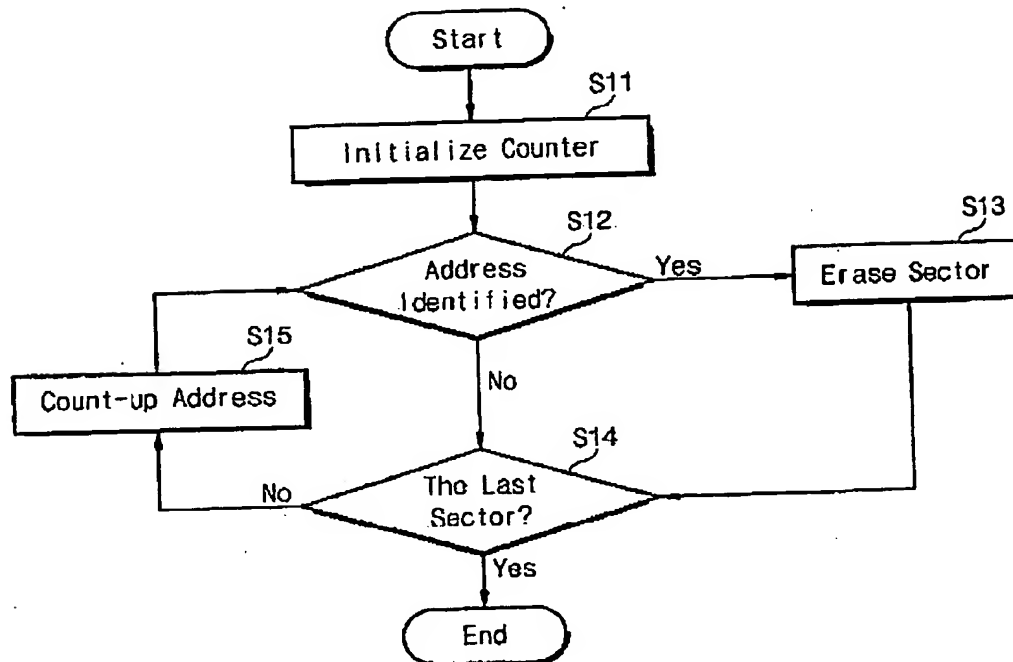 Start
S11
Initialize Counter
S12
Address
Identified?
Yes
S13
Erase Sector
S15
Count-up Address
No
S14
The Last
Sector?
No
Yes
End